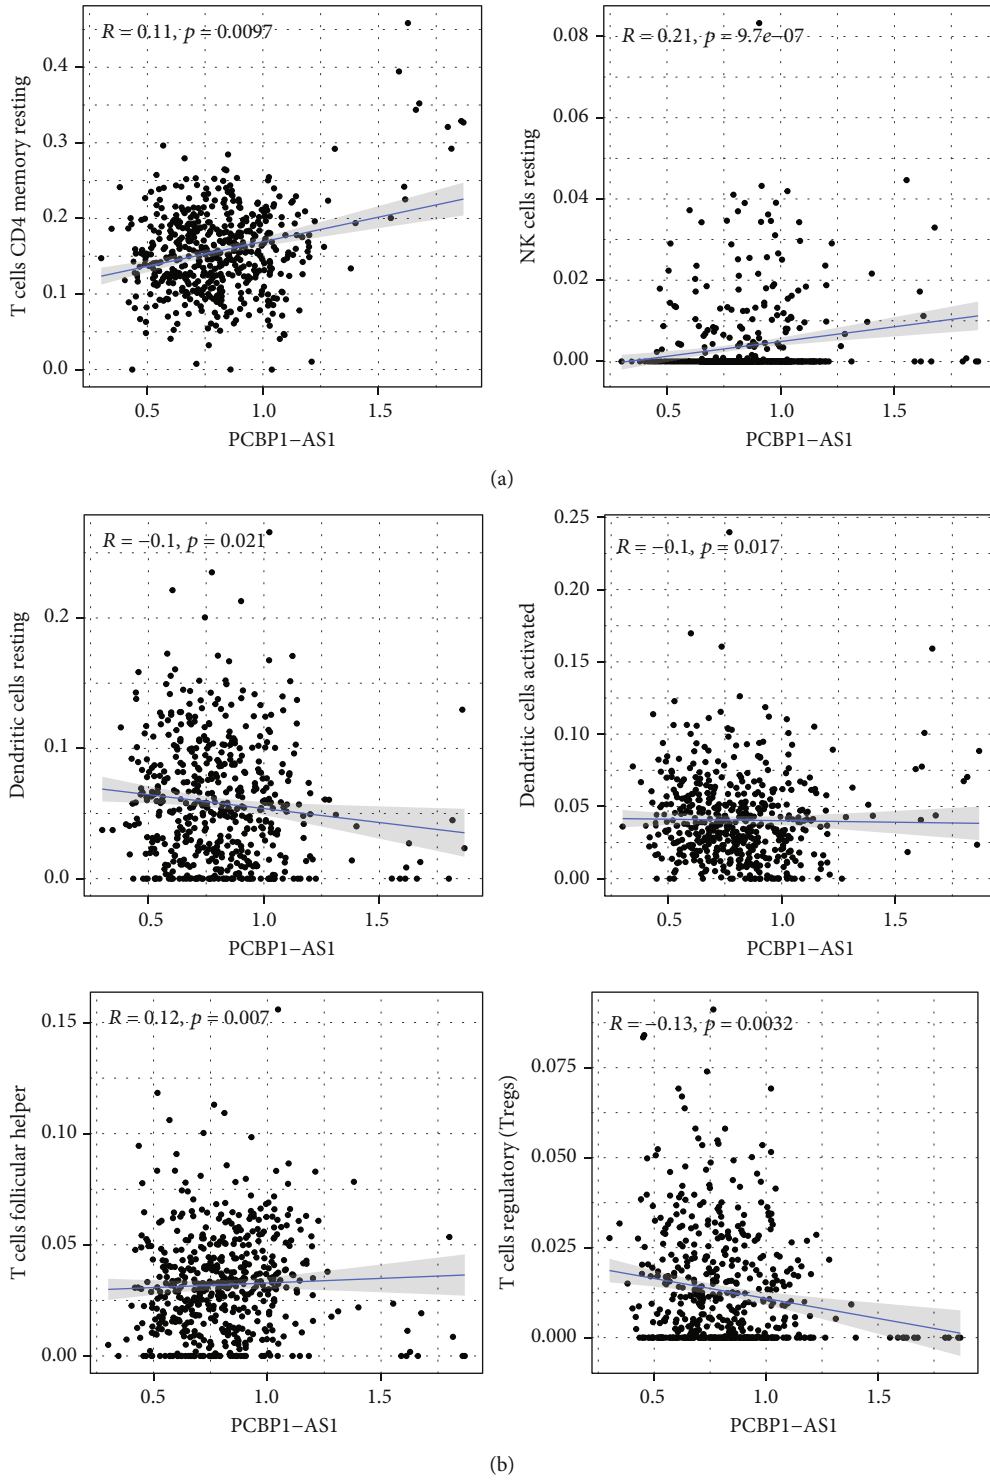 R = 0.11, p = 0.0097
T cells CD4 memory resting
0.4
0.3
0.2
0.1
0.0
0.5 1.0 1.5
PCBP1−AS1
R = 0.21, p = 9.7e−07
NK cells resting
0.08
0.06
0.04
0.02
0.00
0.5 1.0 1.5
PCBP1−AS1
(a)
R = −0.1, p = 0.021
Dendritic cells resting
0.2
0.1
0.0
0.5 1.0 1.5
PCBP1−AS1
R = −0.1, p = 0.017
Dendritic cells activated
0.25
0.20
0.15
0.10
0.05
0.00
0.5 1.0 1.5
PCBP1−AS1
R = 0.12, p = 0.007
T cells follicular helper
0.15
0.10
0.05
0.00
0.5 1.0 1.5
PCBP1−AS1
R = −0.13, p = 0.0032
T cells regulatory (Tregs)
0.075
0.050
0.025
0.000
0.5 1.0 1.5
PCBP1−AS1
(b)